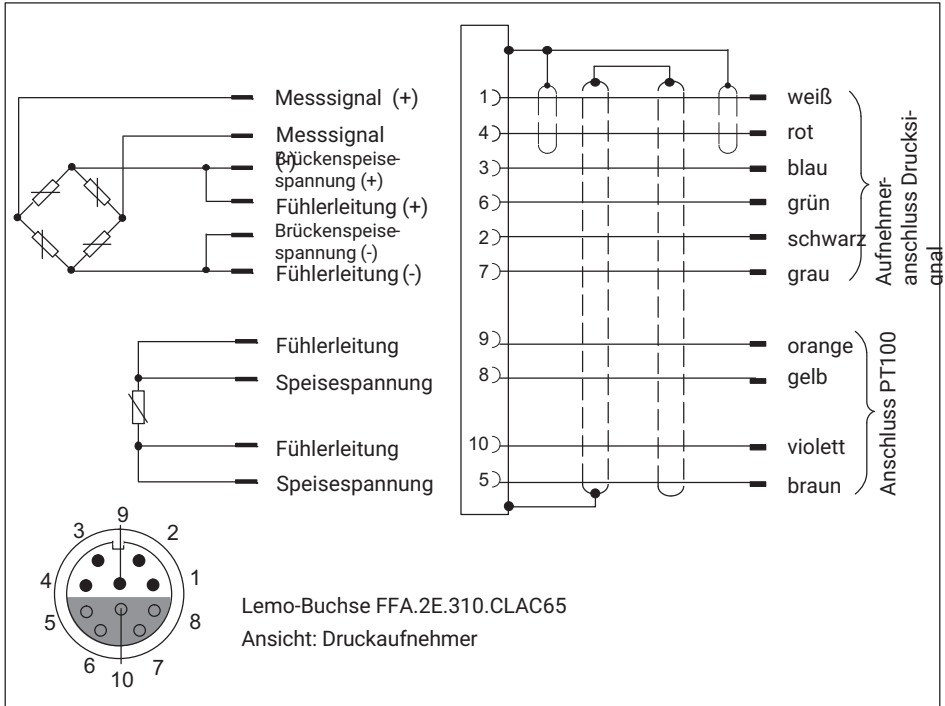 Messsignal (+)
Messsignal
(-)
Brückenspeise-
spannung (+)
Fühlerleitung (+)
Brückenspeise-
spannung (-)
Fühlerleitung (-)
Fühlerleitung
Speisespannung
Fühlerleitung
Speisespannung
1
4
3
6
2
7
9
8
10
5
weiß
rot
blau
grün
schwarz
grau
orange
gelb
violett
braun
Aufnehmer-
anschluss Drucksi-
gnal
Anschluss PT100
9
3
2
4
1
5
8
6
7
10
Lemo-Buchse FFA.2E.310.CLAC65
Ansicht: Druckaufnehmer